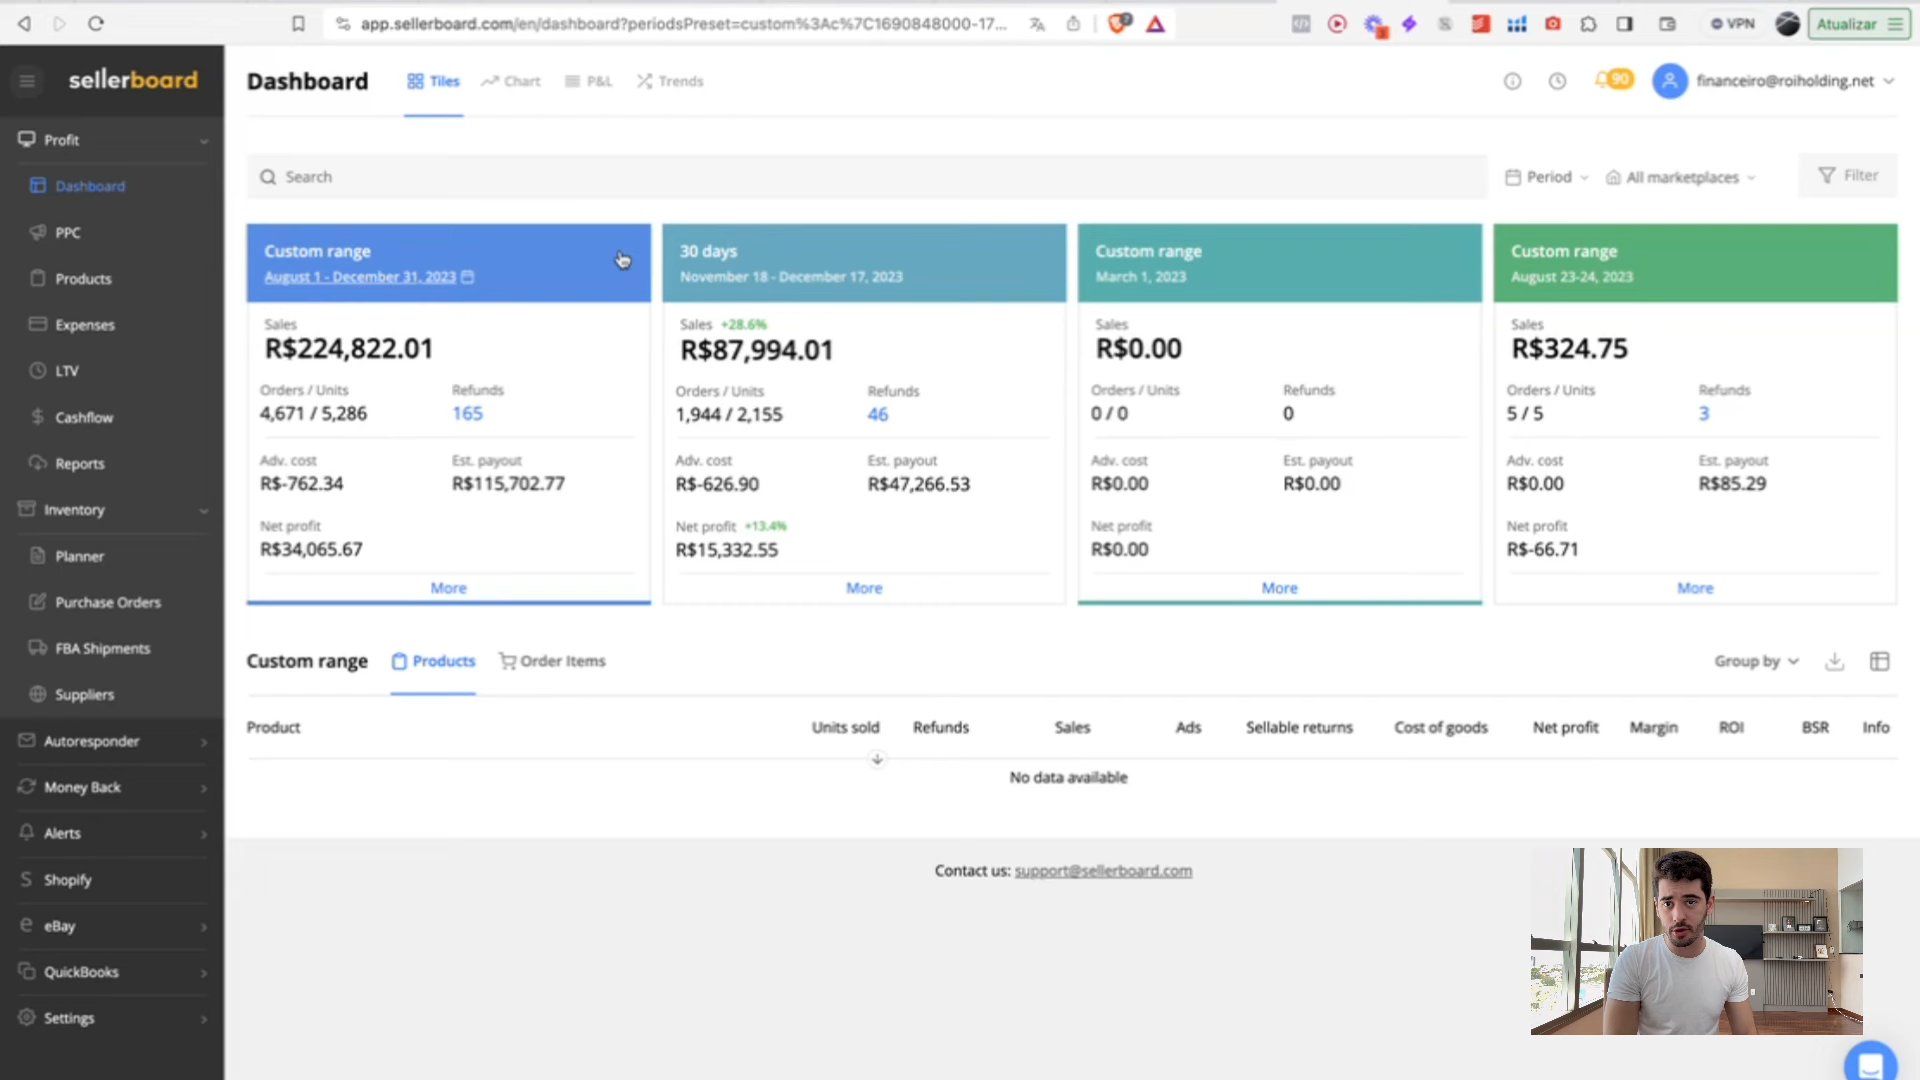 app.sellerboard.com/en/dashboard?periodsPreset=custom%3Ac%7C1690848000-17...
90
VPN
Atualizar
sellerboard
Dashboard
Tiles
Chart
P&L
Trends
financeiro@roiholding.net
Profit
Dashboard
PPC
Products
Expenses
LTV
Cashflow
Reports
Inventory
Planner
Purchase Orders
FBA Shipments
Suppliers
Autoresponder
Money Back
Alerts
Shopify
eBay
QuickBooks
Settings
Search
Period
All marketplaces
Filter
Custom range
August 1 - December 31, 2023
Sales
R$224,822.01
Orders / Units
Refunds
4,671 / 5,286
165
Adv. cost
Est. payout
R$-762.34
R$115,702.77
Net profit
R$34,065.67
More
30 days
November 18 - December 17, 2023
Sales +28.6%
R$87,994.01
Orders / Units
Refunds
1,944 / 2,155
46
Adv. cost
Est. payout
R$-626.90
R$47,266.53
Net profit +13.4%
R$15,332.55
More
Custom range
March 1, 2023
Sales
R$0.00
Orders / Units
Refunds
0 / 0
0
Adv. cost
Est. payout
R$0.00
R$0.00
Net profit
R$0.00
More
Custom range
August 23-24, 2023
Sales
R$324.75
Orders / Units
Refunds
5 / 5
3
Adv. cost
Est. payout
R$0.00
R$85.29
Net profit
R$-66.71
More
Custom range
Products
Order Items
Group by
Product
Units sold
Refunds
Sales
Ads
Sellable returns
Cost of goods
Net profit
Margin
ROI
BSR
Info
No data available
Contact us: support@sellerboard.com